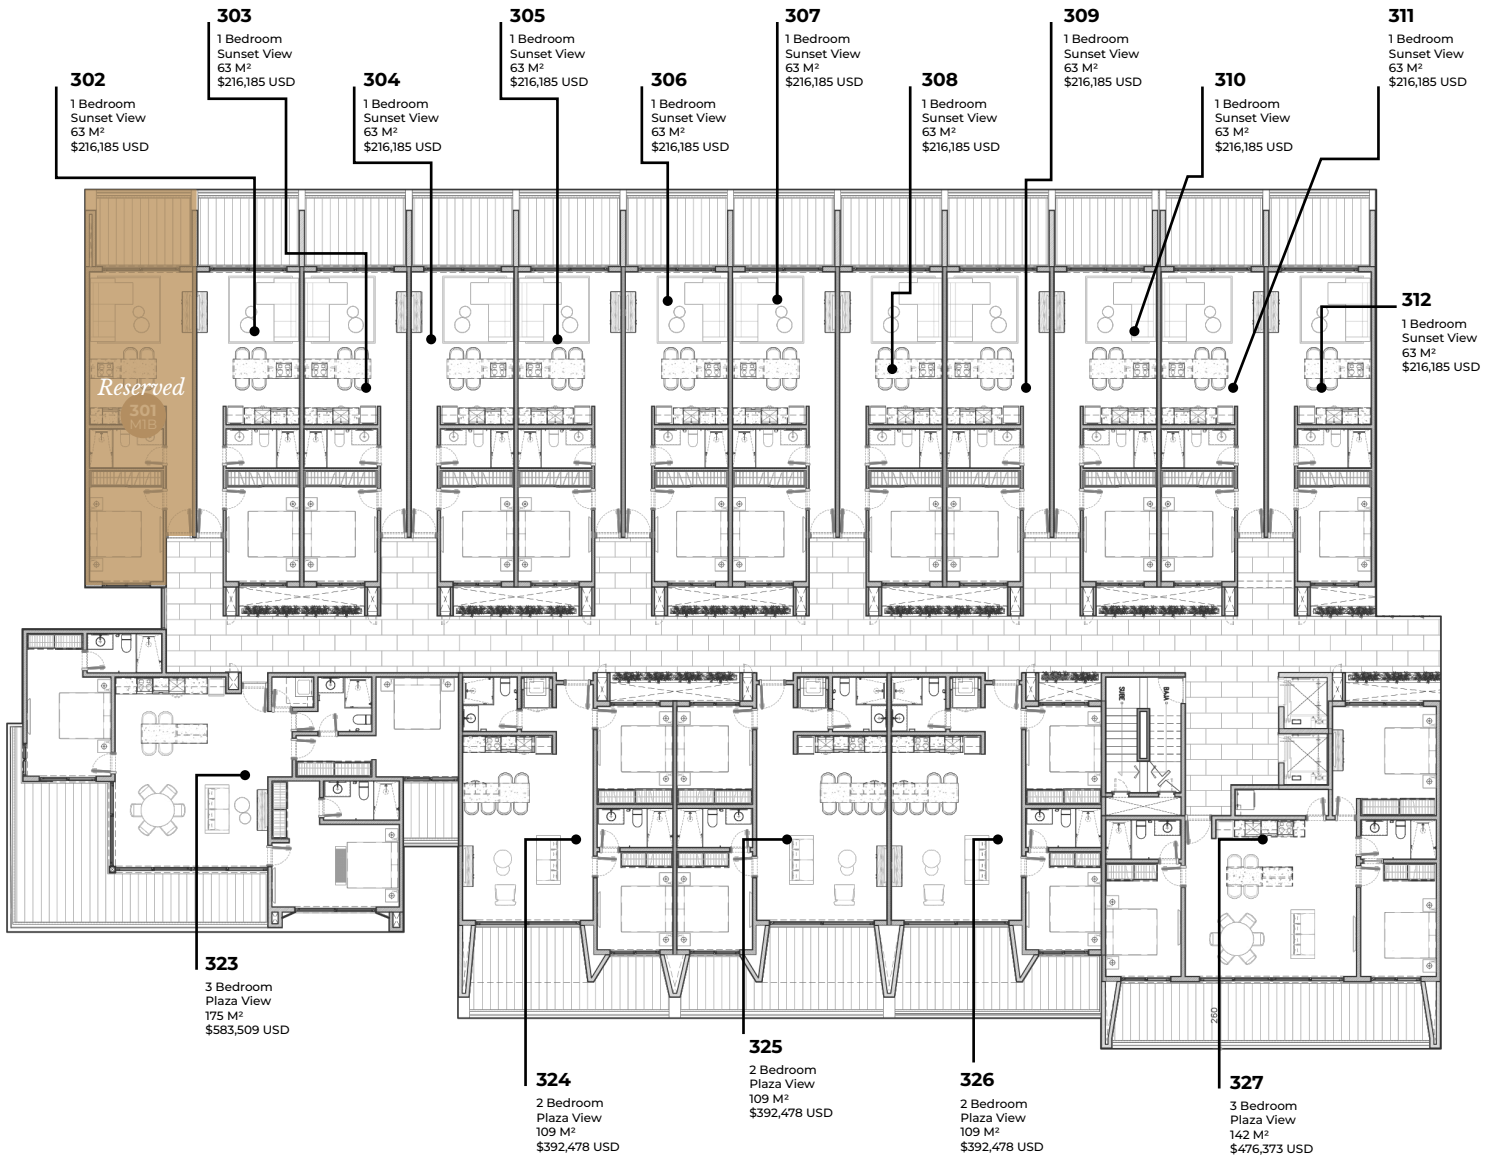 303
1 Bedroom
Sunset View
63 M²
$216,185 USD
305
1 Bedroom
Sunset View
63 M²
$216,185 USD
307
1 Bedroom
Sunset View
63 M²
$216,185 USD
309
1 Bedroom
Sunset View
63 M²
$216,185 USD
311
1 Bedroom
Sunset View
63 M²
$216,185 USD
302
1 Bedroom
Sunset View
63 M²
$216,185 USD
304
1 Bedroom
Sunset View
63 M²
$216,185 USD
306
1 Bedroom
Sunset View
63 M²
$216,185 USD
308
1 Bedroom
Sunset View
63 M²
$216,185 USD
310
1 Bedroom
Sunset View
63 M²
$216,185 USD
312
1 Bedroom
Sunset View
63 M²
$216,185 USD
Reserved
301
M1B
SUBE
BAJA
323
3 Bedroom
Plaza View
175 M²
$583,509 USD
260
324
2 Bedroom
Plaza View
109 M²
$392,478 USD
325
2 Bedroom
Plaza View
109 M²
$392,478 USD
326
2 Bedroom
Plaza View
109 M²
$392,478 USD
327
3 Bedroom
Plaza View
142 M²
$476,373 USD